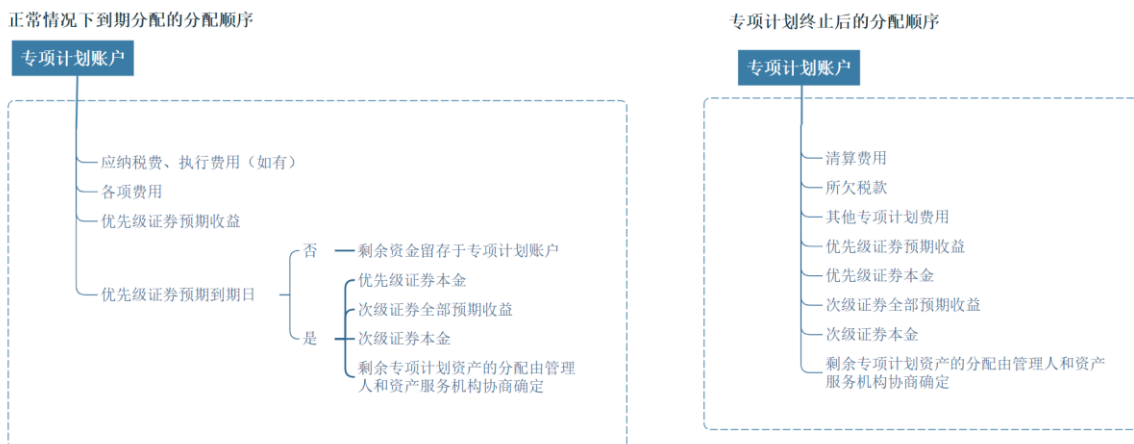 正常情况下到期分配的分配顺序
专项计划账户
应纳税费、执行费用（如有）
各项费用
优先级证券预期收益
优先级证券预期到期日
否
剩余资金留存于专项计划账户
是
优先级证券本金
次级证券全部预期收益
次级证券本金
剩余专项计划资产的分配由管理
人和资产服务机构协商确定
专项计划终止后的分配顺序
专项计划账户
清算费用
所欠税款
其他专项计划费用
优先级证券预期收益
优先级证券本金
次级证券全部预期收益
次级证券本金
剩余专项计划资产的分配由管理人和资产
服务机构协商确定